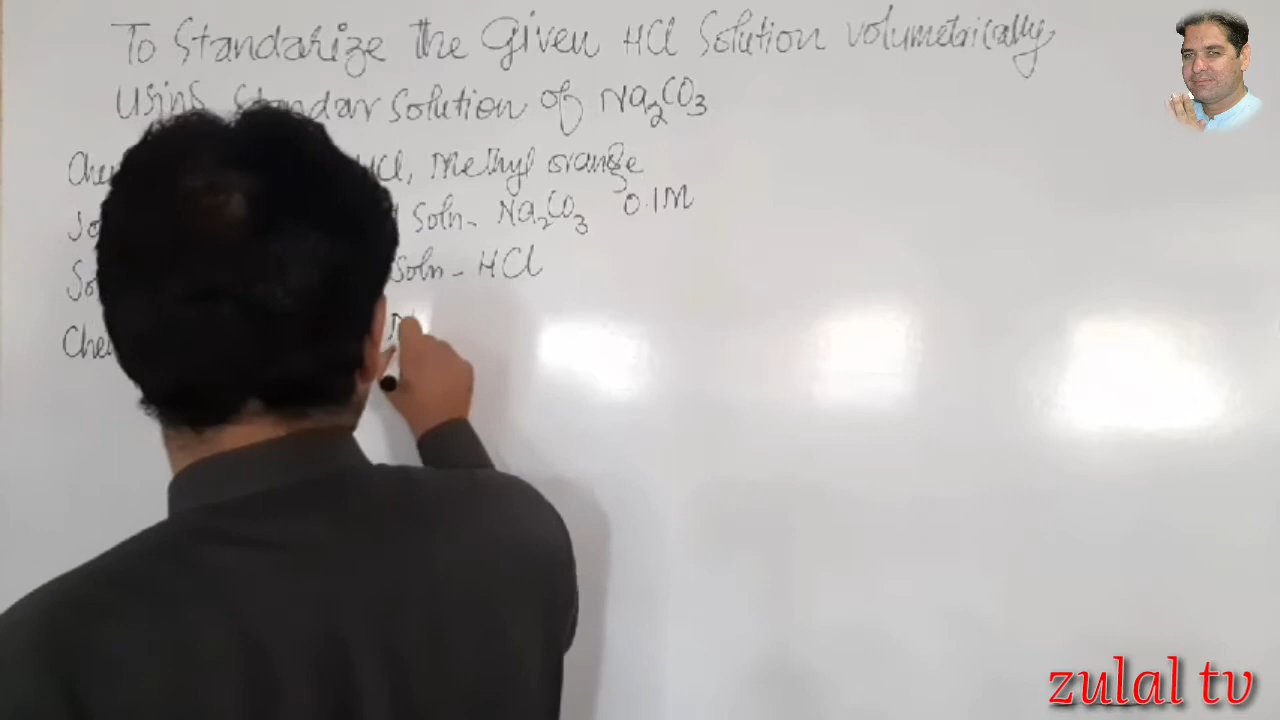 To Standarize the Given HCl Solution volumetrically
Using Standar Solution of Na₂CO₃
HCl, Methyl orange
Soln - Na₂CO₃ 0.1M
Soln - HCl
zulal tv